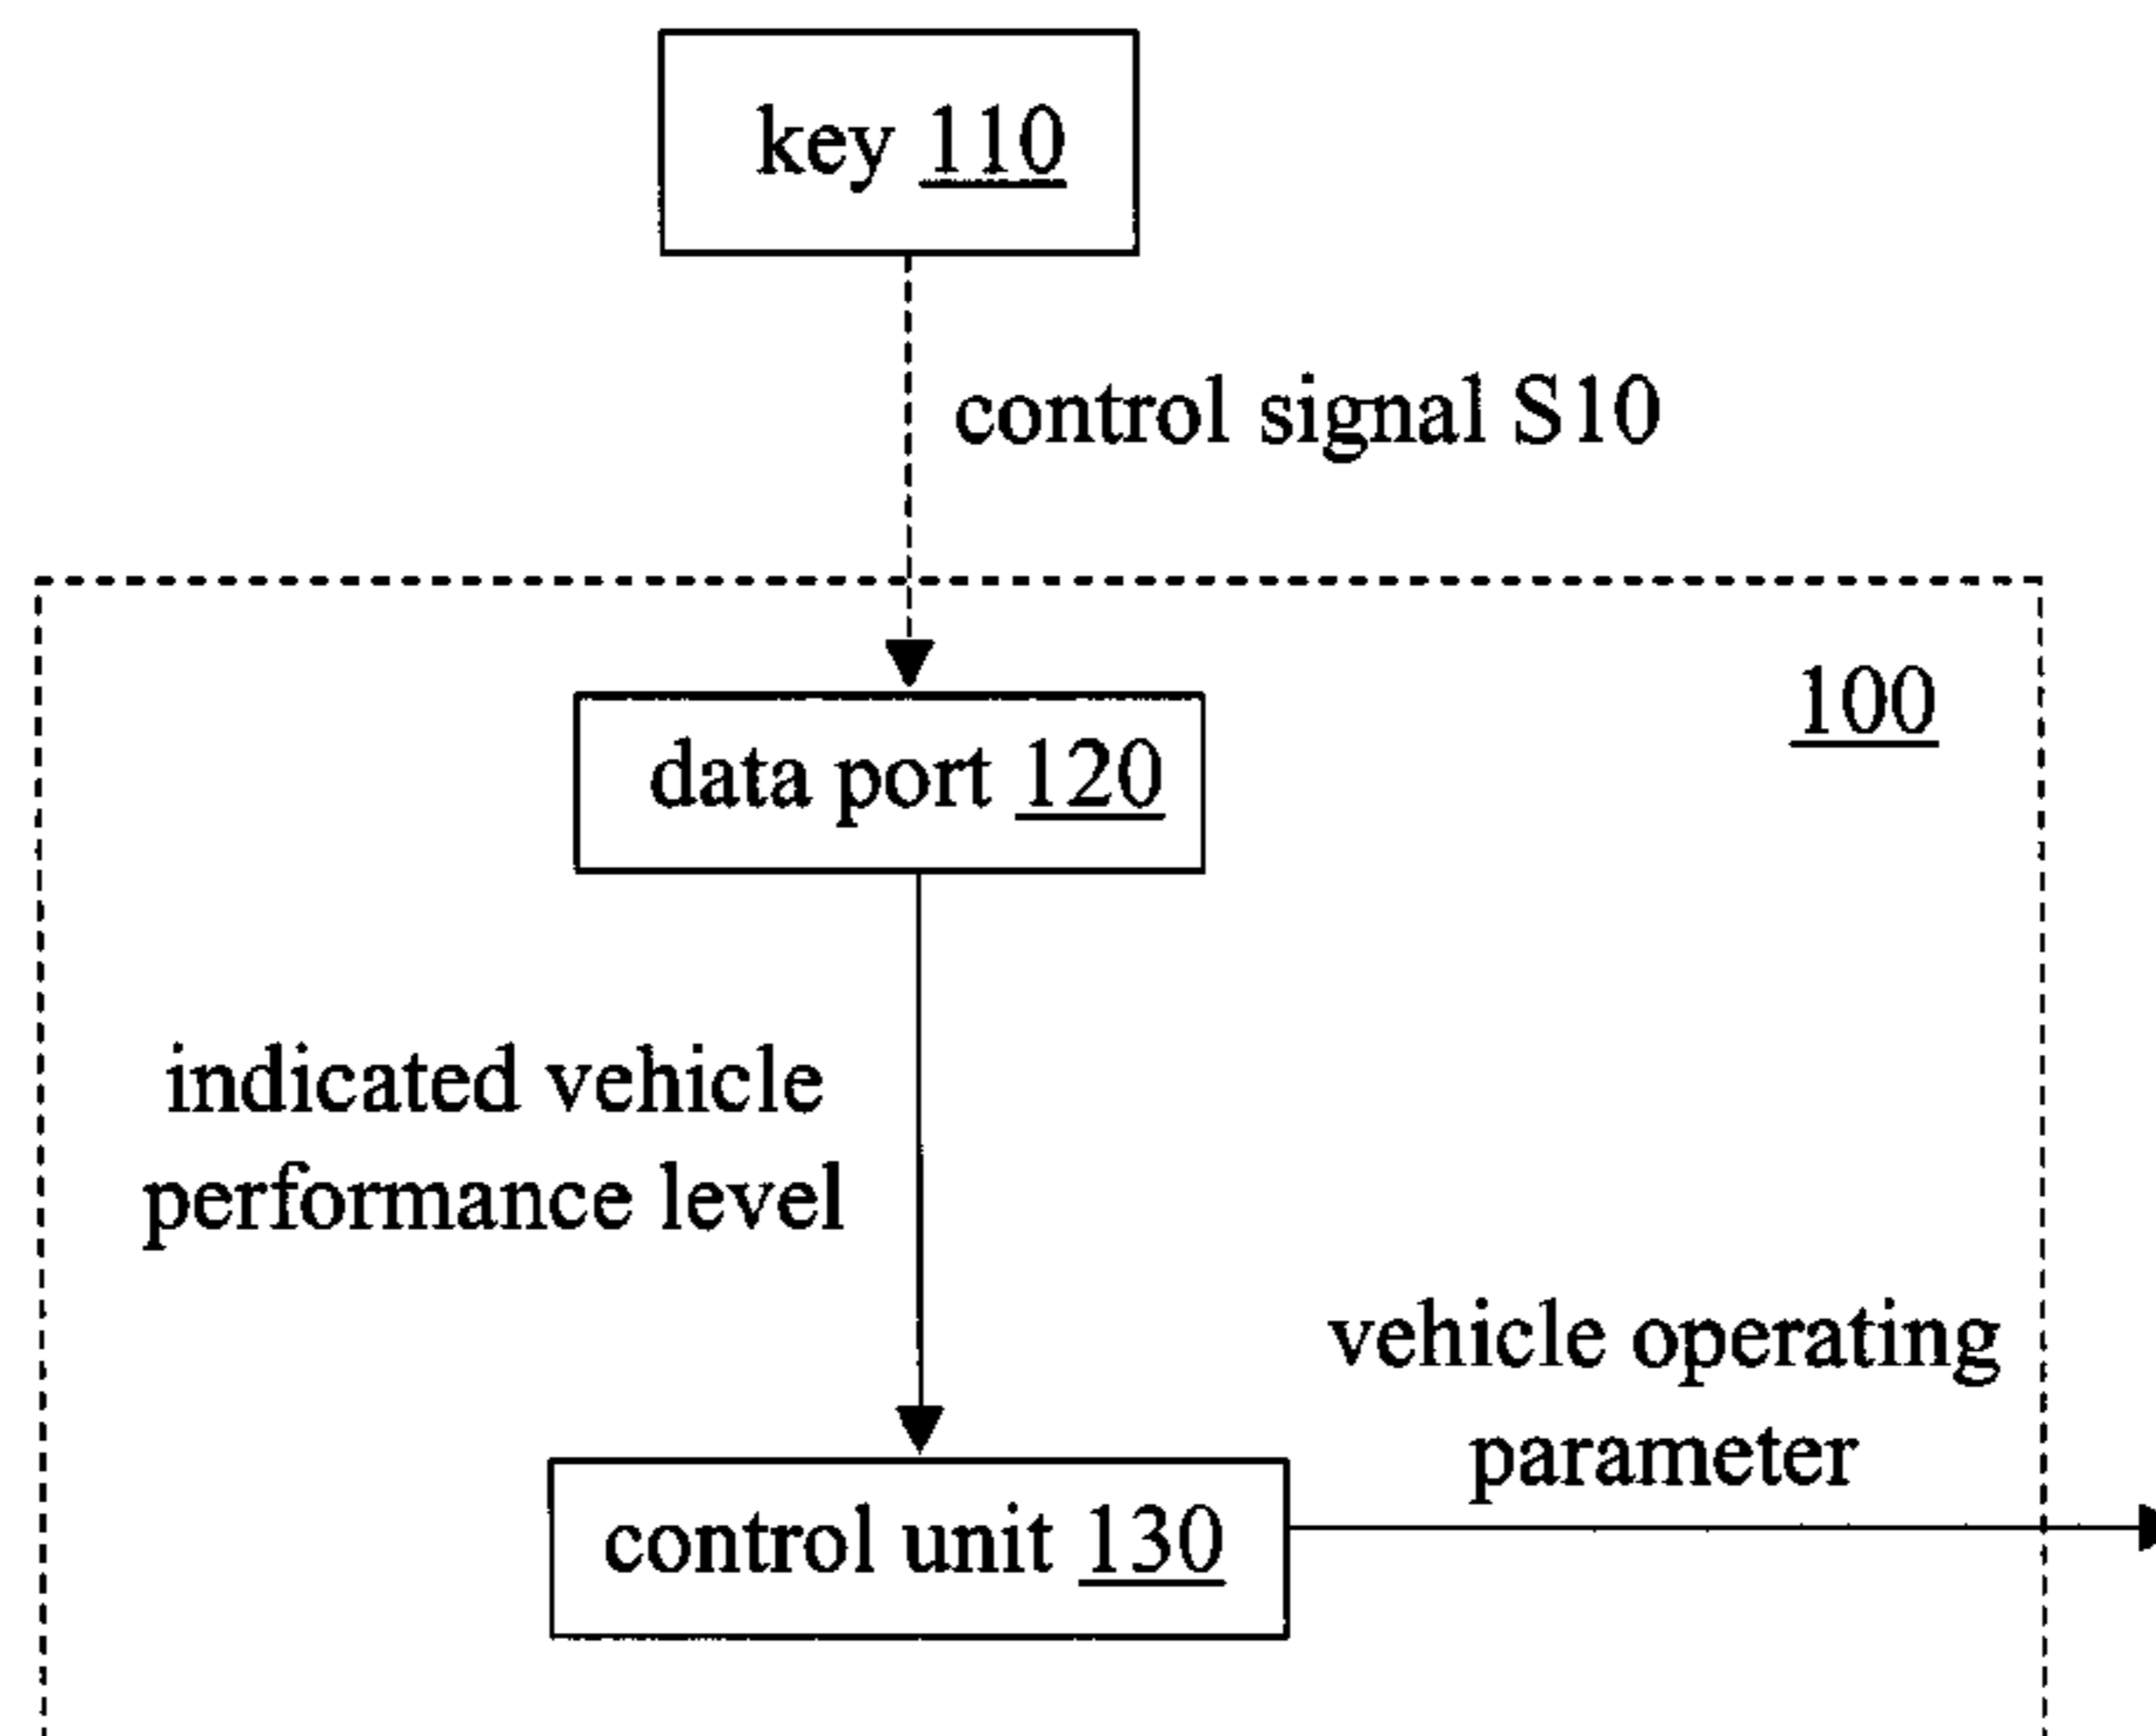 key 110
control signal S10
100
data port 120
indicated vehicle
performance level
vehicle operating
parameter
control unit 130